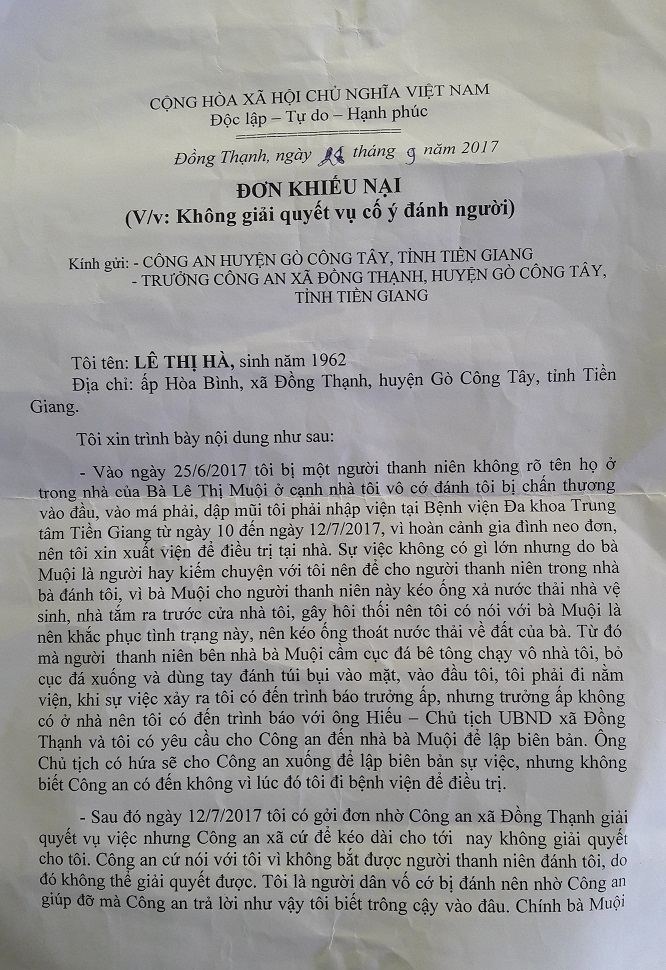 CỘNG HÒA XÃ HỘI CHỦ NGHĨA VIỆT NAM
Độc lập – Tự do – Hạnh phúc
Đồng Thạnh, ngày tháng 9 năm 2017
ĐƠN KHIẾU NẠI
(V/v: Không giải quyết vụ cố ý đánh người)
Kính gửi: - CÔNG AN HUYỆN GÒ CÔNG TÂY, TỈNH TIỀN GIANG
- TRƯỞNG CÔNG AN XÃ ĐỒNG THẠNH, HUYỆN GÒ CÔNG TÂY,
TỈNH TIỀN GIANG
Tôi tên: LÊ THỊ HÀ, sinh năm 1962
Địa chỉ: ấp Hòa Bình, xã Đồng Thạnh, huyện Gò Công Tây, tỉnh Tiền
Giang.
Tôi xin trình bày nội dung như sau:
- Vào ngày 25/6/2017 tôi bị một người thanh niên không rõ tên họ ở
trong nhà của Bà Lê Thị Muội ở cạnh nhà tôi vô cớ đánh tôi bị chấn thương
vào đầu, vào má phải, dập mũi tôi phải nhập viện tại Bệnh viện Đa khoa Trung
tâm Tiền Giang từ ngày 10 đến ngày 12/7/2017, vì hoàn cảnh gia đình neo đơn,
nên tôi xin xuất viện để điều trị tại nhà. Sự việc không có gì lớn nhưng do bà
Muội là người hay kiếm chuyện với tôi nên để cho người thanh niên trong nhà
bà đánh tôi, vì bà Muội cho người thanh niên này kéo ống xả nước thải nhà vệ
sinh, nhà tắm ra trước cửa nhà tôi, gây hôi thối nên tôi có nói với bà Muội là
nên khắc phục tình trạng này, nên kéo ống thoát nước thải về đất của bà. Từ đó
mà người thanh niên bên nhà bà Muội cầm cục đá bê tông chạy vô nhà tôi, bỏ
cục đá xuống và dùng tay đánh túi bụi vào mặt, vào đầu tôi, tôi phải đi nằm
viện, khi sự việc xảy ra tôi có đến trình báo trưởng ấp, nhưng trưởng ấp không
có ở nhà nên tôi có đến trình báo với ông Hiếu – Chủ tịch UBND xã Đồng
Thạnh và tôi có yêu cầu cho Công an đến nhà bà Muội để lập biên bản. Ông
Chủ tịch có hứa sẽ cho Công an xuống để lập biên bản sự việc, nhưng không
biết Công an có đến không vì lúc đó tôi đi bệnh viện để điều trị.
- Sau đó ngày 12/7/2017 tôi có gởi đơn nhờ Công an xã Đồng Thạnh giải
quyết vụ việc nhưng Công an xã cứ để kéo dài cho tới nay không giải quyết
cho tôi. Công an cứ nói với tôi vì không bắt được người thanh niên đánh tôi, do
đó không thể giải quyết được. Tôi là người dân vô cớ bị đánh nên nhờ Công an
giúp đỡ mà Công an trả lời như vậy tôi biết trông cậy vào đâu. Chính bà Muội